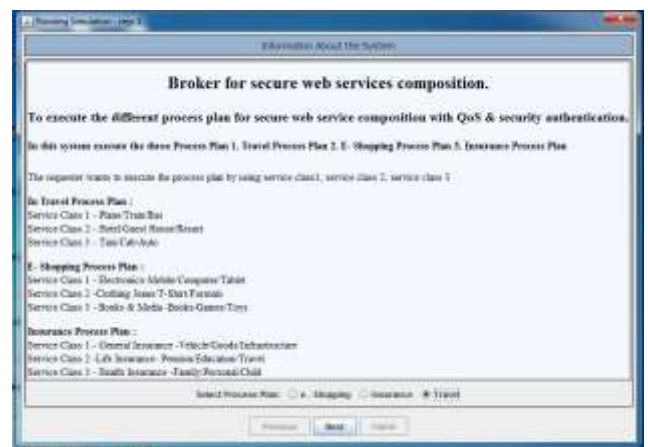 Running Simulation - step 1
Information About the System
Broker for secure web services composition.
To execute the different process plan for secure web service composition with QoS & security authentication.
In this system execute the three Process Plan 1. Travel Process Plan 2. E- Shopping Process Plan 3. Insurance Process Plan
The requester wants to execute the process plan by using service class1, service class 2, service class 3
In Travel Process Plan :
Service Class 1 - Plane/Train/Bus
Service Class 2 - Hotel/Guest House/Resort
Service Class 3 - Taxi/Cab/Auto
E- Shopping Process Plan :
Service Class 1 - Electronics-Mobile/Computer/Tablet
Service Class 2 -Clothing Jeans/T-Shirt/Formals
Service Class 3 -Books & Media-Books/Games/Toys
Insurance Process Plan :
Service Class 1 - General Insurance -Vehicle/Goods/Infrastructure
Service Class 2 -Life Insurance- Pension/Education/Travel
Service Class 3 - Health Insurance -Family/Personal/Child
Select Process Plan: e- Shopping Insurance Travel
Previous Next Finish